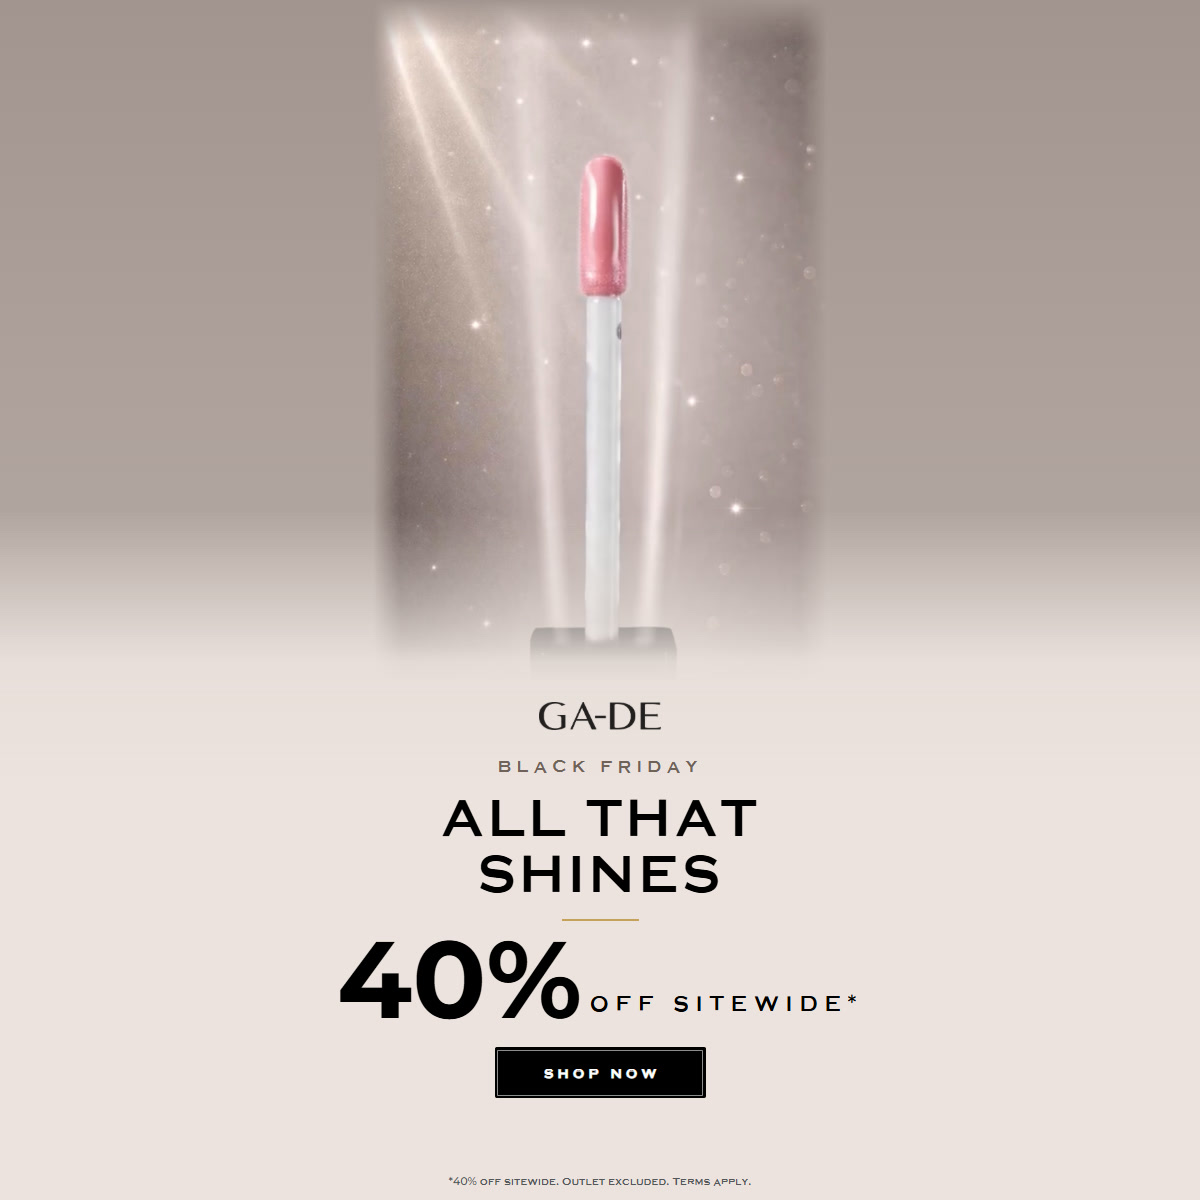 GA-DE
BLACK FRIDAY
ALL THAT
SHINES
40% OFF SITEWIDE*
SHOP NOW
*40% OFF SITEWIDE. OUTLET EXCLUDED. TERMS APPLY.